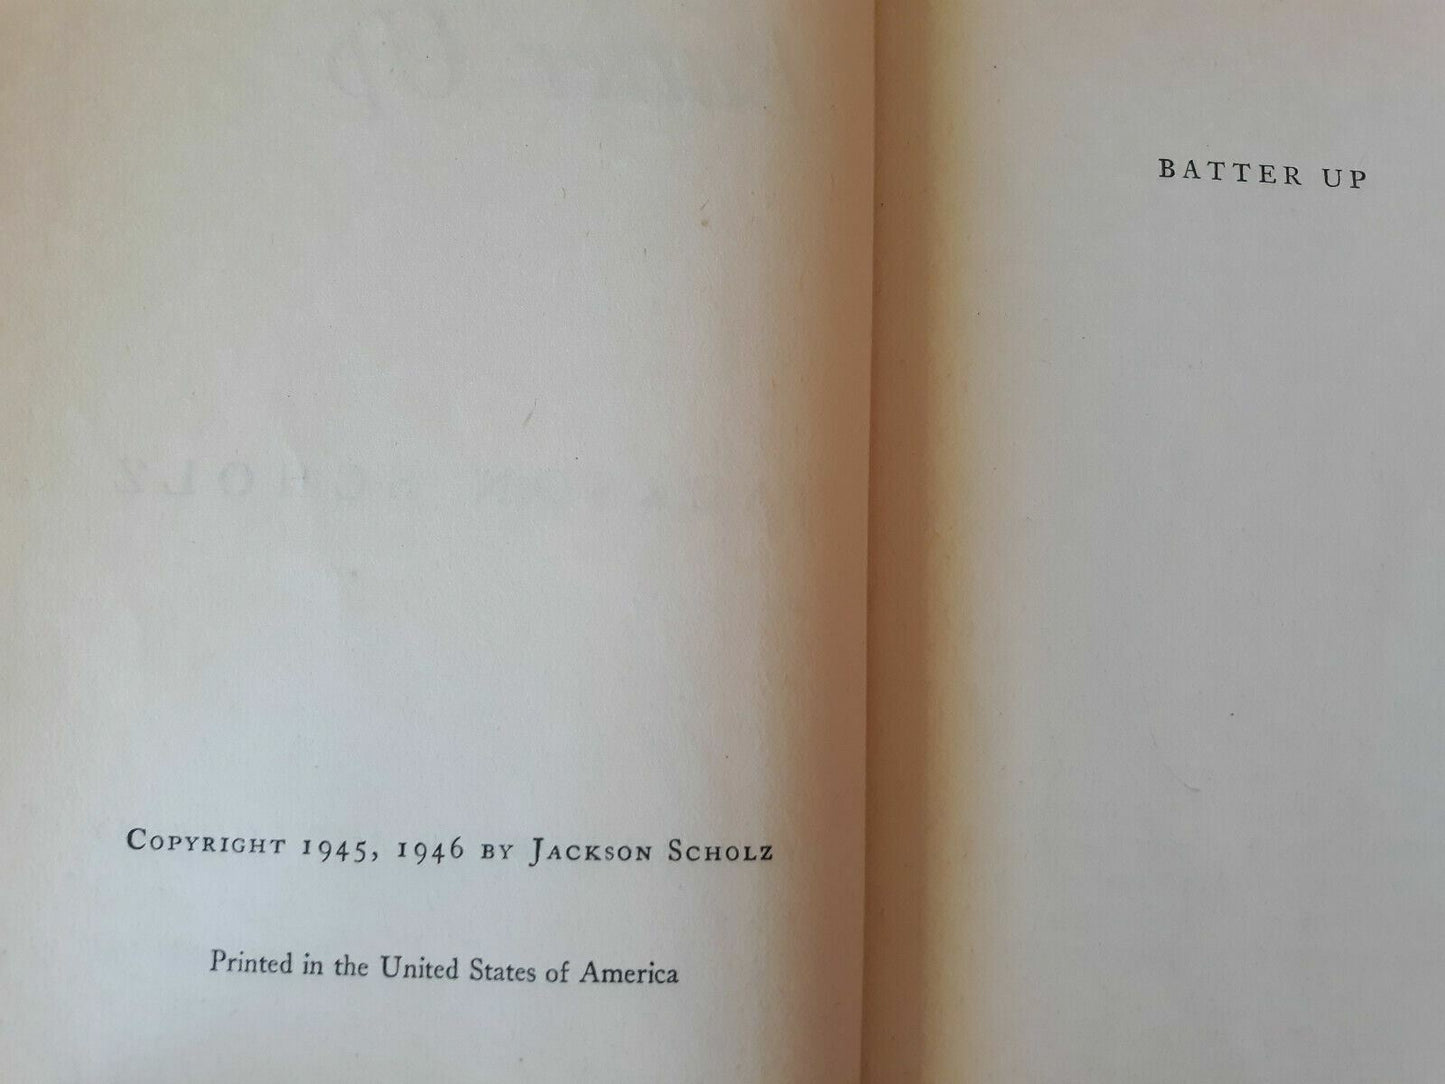 COPYRIGHT 1945, 1946 BY JACKSON SCHOLZ
Printed in the United States of America
BATTER UP